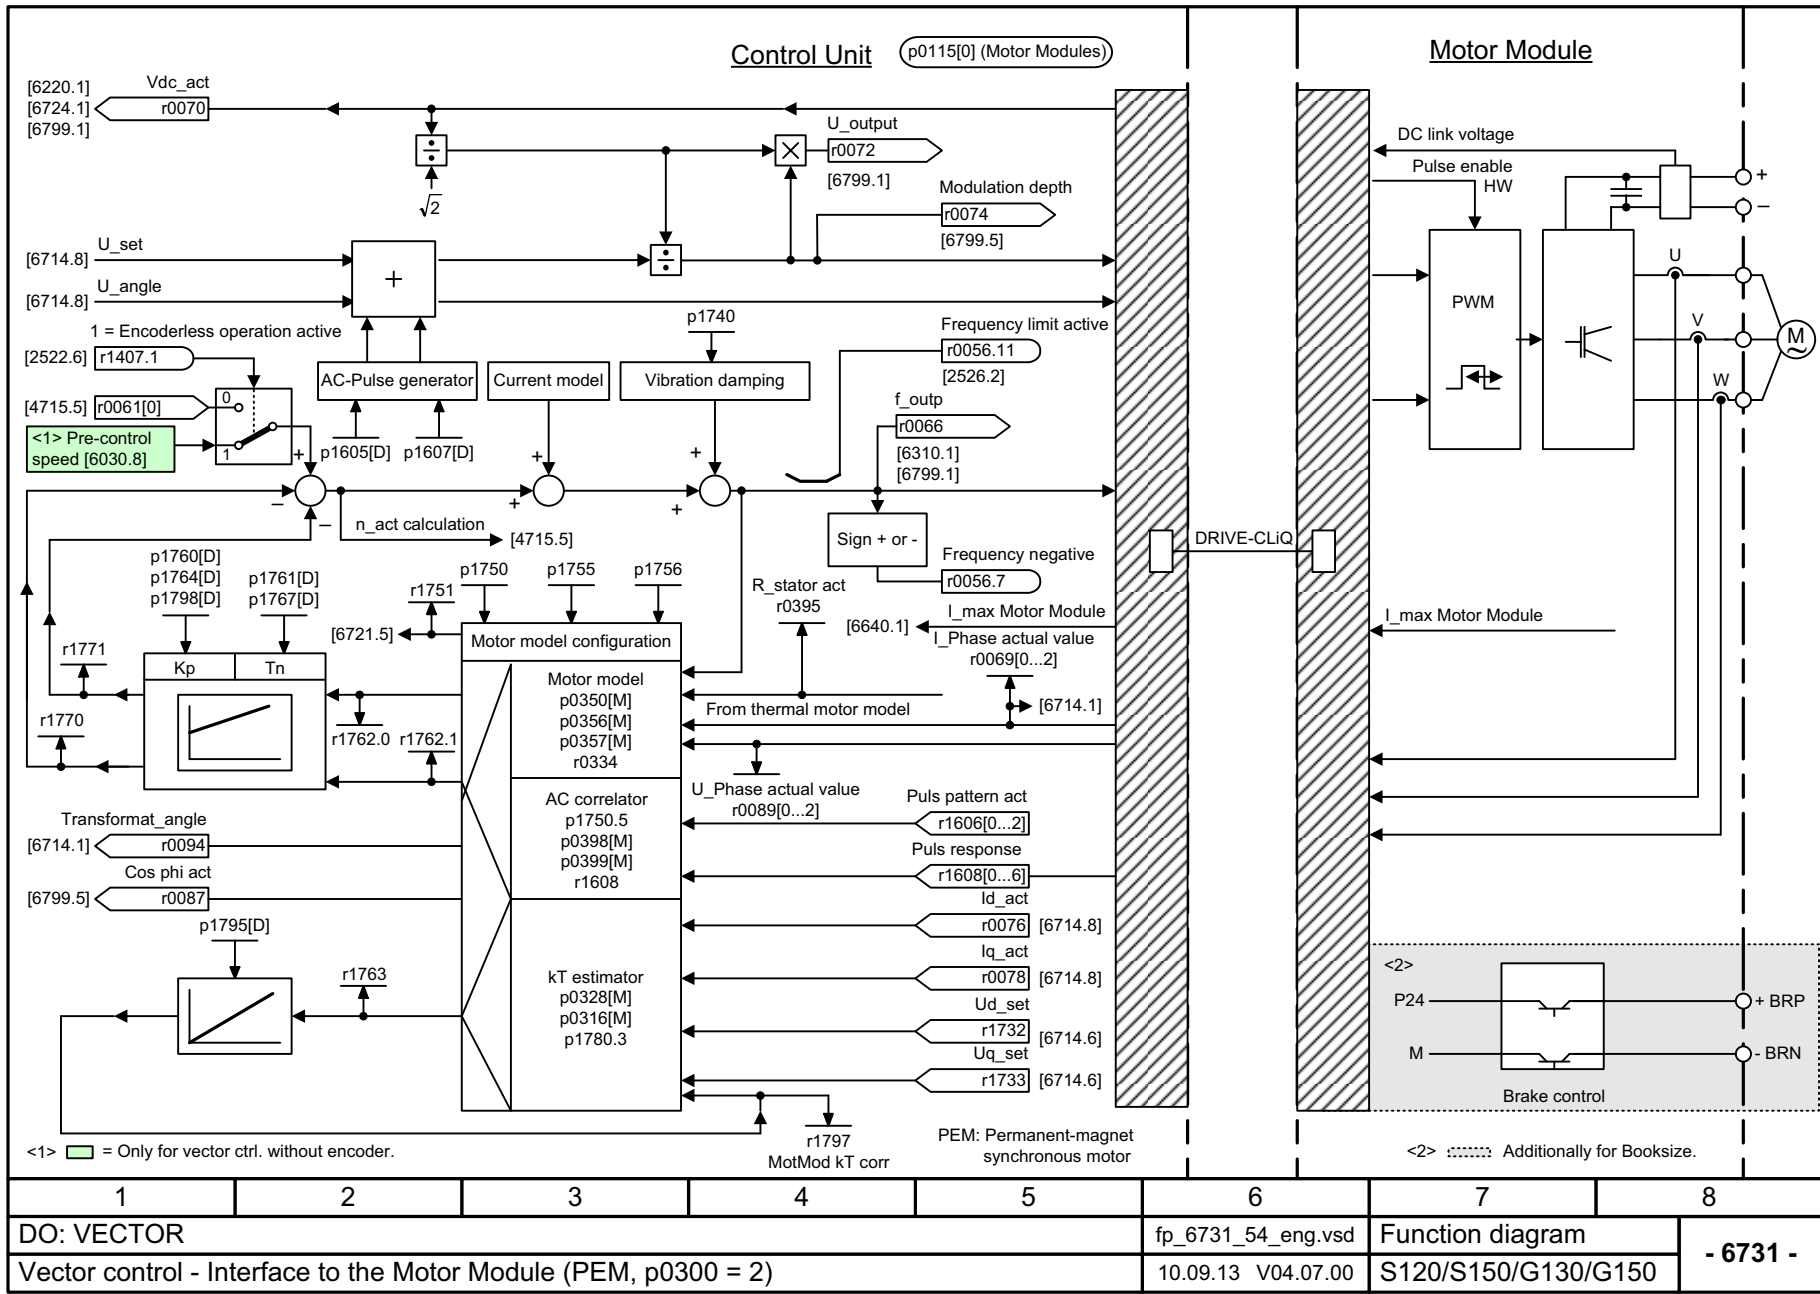 Control Unit
p0115[0] (Motor Modules)
Motor Module
[6220.1]
[6724.1]
[6799.1]
Vdc_act
r0070
÷
√2
×
U_output
r0072
[6799.1]
Modulation depth
r0074
[6799.5]
DC link voltage
Pulse enable
HW
+
–
[6714.8]
U_set
[6714.8]
U_angle
+
÷
U
V
W
M
~
PWM
1 = Encoderless operation active
[2522.6]
r1407.1
[4715.5]
r0061[0]
0
1
<1> Pre-control
speed [6030.8]
AC-Pulse generator
p1605[D]
p1607[D]
Current model
p1740
Vibration damping
Frequency limit active
r0056.11
[2526.2]
f_outp
r0066
[6310.1]
[6799.1]
+
–
–
+
+
+
+
n_act calculation
[4715.5]
Sign + or -
Frequency negative
r0056.7
DRIVE-CLiQ
p1760[D]
p1764[D]
p1798[D]
p1761[D]
p1767[D]
r1751
[6721.5]
p1750
p1755
p1756
R_stator act
r0395
[6640.1]
I_max Motor Module
I_Phase actual value
r0069[0...2]
[6714.1]
I_max Motor Module
r1771
r1770
Kp
Tn
r1762.0
r1762.1
Motor model configuration
Motor model
p0350[M]
p0356[M]
p0357[M]
r0334
From thermal motor model
U_Phase actual value
r0089[0...2]
AC correlator
p1750.5
p0398[M]
p0399[M]
r1608
Puls pattern act
r1606[0...2]
Puls response
r1608[0...6]
Transformat_angle
[6714.1]
r0094
Cos phi act
[6799.5]
r0087
Id_act
r0076
[6714.8]
Iq_act
r0078
[6714.8]
Ud_set
r1732
[6714.6]
Uq_set
r1733
[6714.6]
p1795[D]
r1763
kT estimator
p0328[M]
p0316[M]
p1780.3
r1797
MotMod kT corr
<2>
P24
M
+ BRP
- BRN
Brake control
<1> = Only for vector ctrl. without encoder.
PEM: Permanent-magnet
synchronous motor
<2> Additionally for Booksize.
1 2 3 4 5 6 7 8
DO: VECTOR
fp_6731_54_eng.vsd
Function diagram
- 6731 -
Vector control - Interface to the Motor Module (PEM, p0300 = 2)
10.09.13 V04.07.00
S120/S150/G130/G150